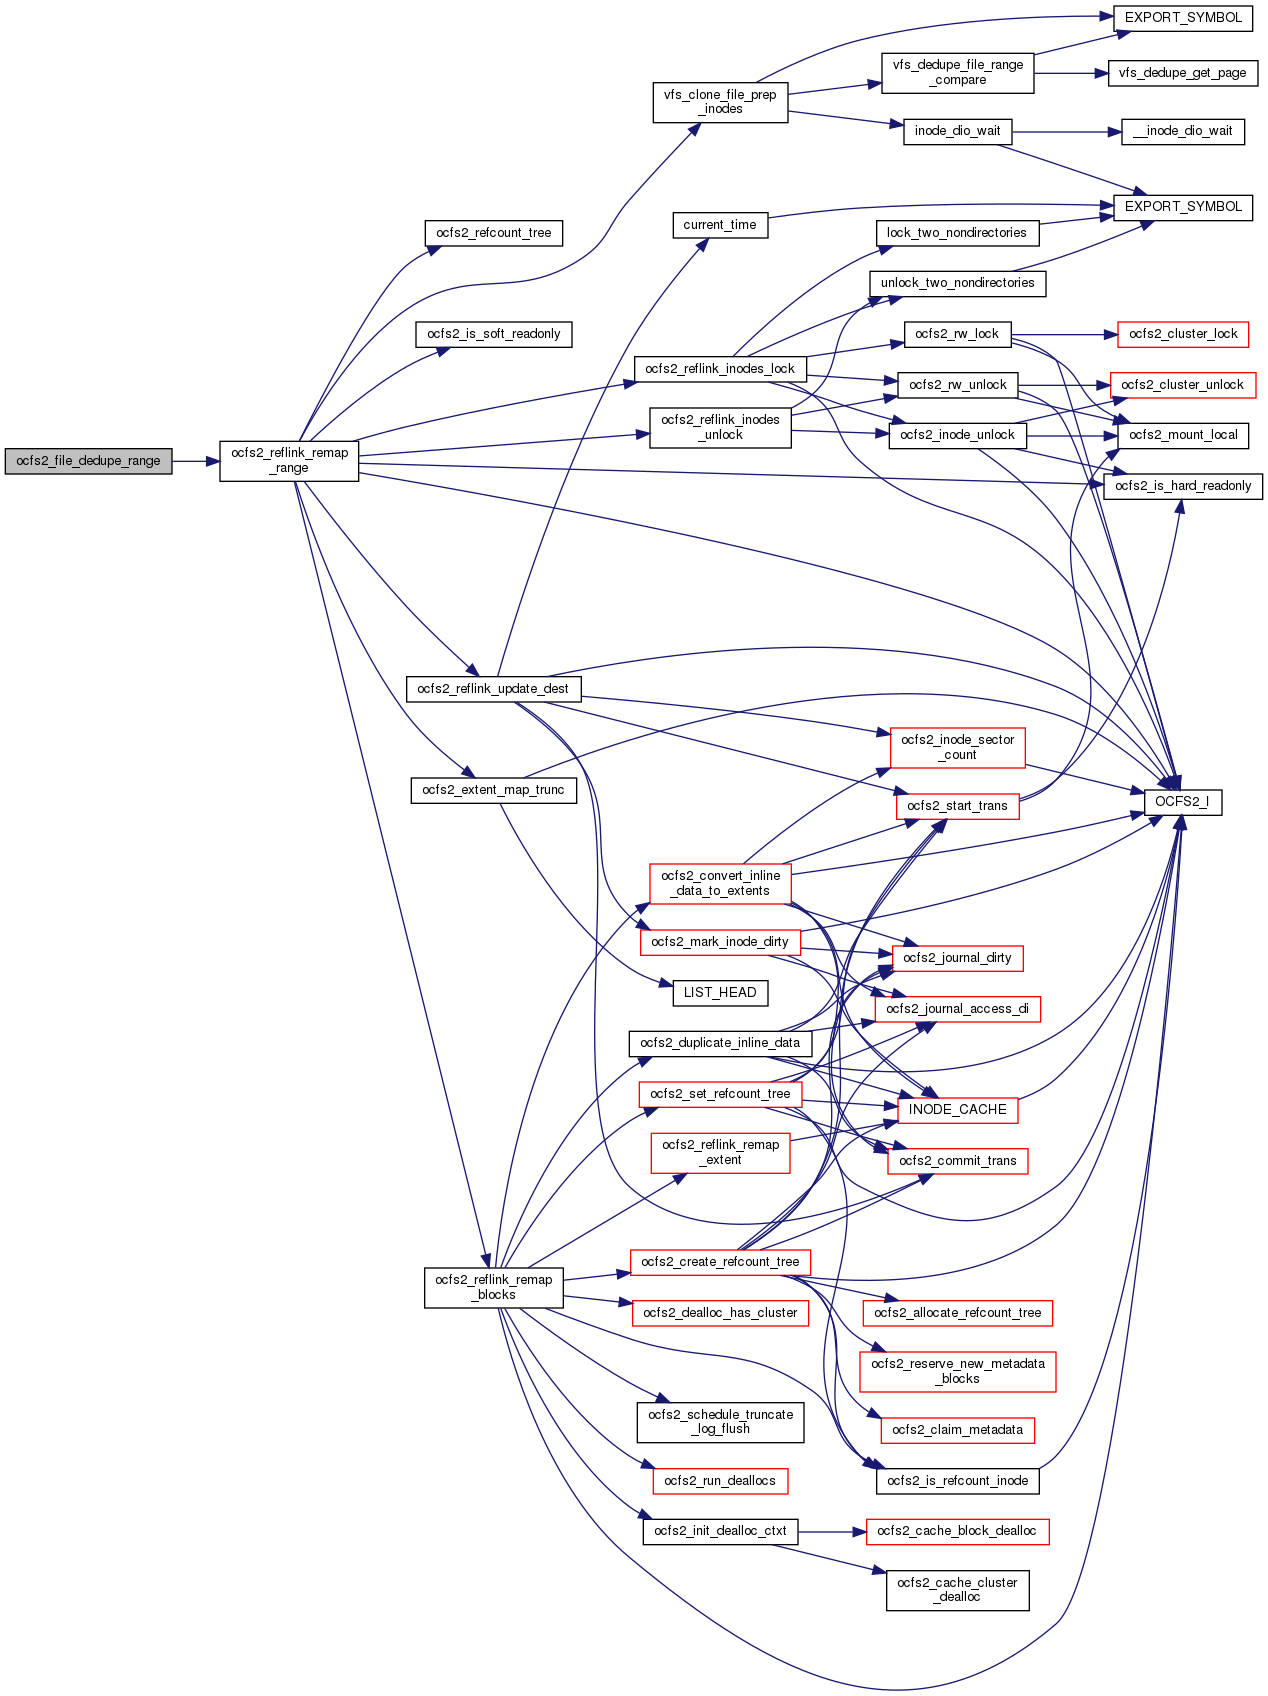 EXPORT_SYMBOL
vfs_dedupe_file_range
_compare
vfs_dedupe_get_page
vfs_clone_file_prep
_inodes
inode_dio_wait
__inode_dio_wait
EXPORT_SYMBOL
current_time
ocfs2_refcount_tree
lock_two_nondirectories
unlock_two_nondirectories
ocfs2_is_soft_readonly
ocfs2_rw_lock
ocfs2_cluster_lock
ocfs2_reflink_inodes_lock
ocfs2_rw_unlock
ocfs2_cluster_unlock
ocfs2_reflink_inodes
_unlock
ocfs2_inode_unlock
ocfs2_mount_local
ocfs2_file_dedupe_range
ocfs2_reflink_remap
_range
ocfs2_is_hard_readonly
ocfs2_reflink_update_dest
ocfs2_inode_sector
_count
ocfs2_extent_map_trunc
ocfs2_start_trans
OCFS2_I
ocfs2_convert_inline
_data_to_extents
ocfs2_mark_inode_dirty
ocfs2_journal_dirty
LIST_HEAD
ocfs2_journal_access_di
ocfs2_duplicate_inline_data
ocfs2_set_refcount_tree
INODE_CACHE
ocfs2_reflink_remap
_extent
ocfs2_commit_trans
ocfs2_create_refcount_tree
ocfs2_reflink_remap
_blocks
ocfs2_dealloc_has_cluster
ocfs2_allocate_refcount_tree
ocfs2_reserve_new_metadata
_blocks
ocfs2_schedule_truncate
_log_flush
ocfs2_claim_metadata
ocfs2_run_deallocs
ocfs2_is_refcount_inode
ocfs2_init_dealloc_ctxt
ocfs2_cache_block_dealloc
ocfs2_cache_cluster
_dealloc